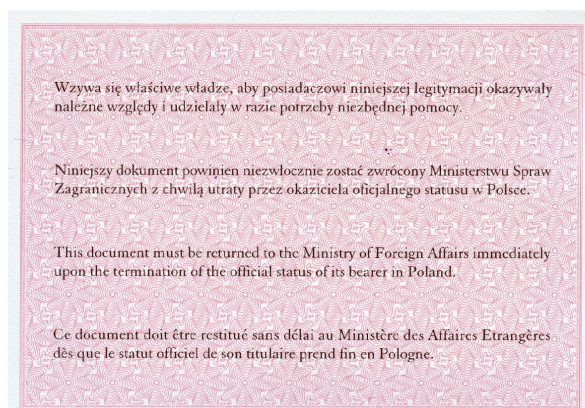 Wzywa się właściwe władze, aby posiadaczowi niniejszej legitymacji okazywały
należne względy i udzielały w razie potrzeby niezbędnej pomocy.
Niniejszy dokument powinien niezwłocznie zostać zwrócony Ministerstwu Spraw
Zagranicznych z chwilą utraty przez okaziciela oficjalnego statusu w Polsce.
This document must be returned to the Ministry of Foreign Affairs immediately
upon the termination of the official status of its bearer in Poland.
Ce document doit être restitué sans délai au Ministère des Affaires Etrangères
dès que le statut officiel de son titulaire prend fin en Pologne.